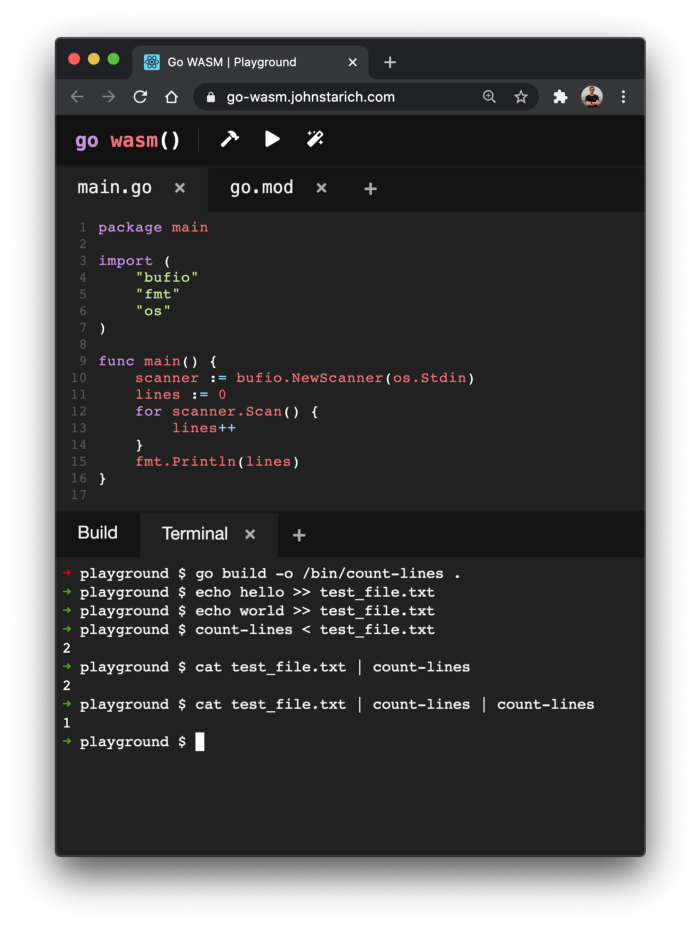 Go WASM | Playground
go-wasm.johnstarich.com
go wasm()
main.go × go.mod × +
1 package main
2
3 import (
4     "bufio"
5     "fmt"
6     "os"
7 )
8
9 func main() {
10     scanner := bufio.NewScanner(os.Stdin)
11     lines := 0
12     for scanner.Scan() {
13         lines++
14     }
15     fmt.Println(lines)
16 }
17
Build Terminal × +
→ playground $ go build -o /bin/count-lines .
→ playground $ echo hello >> test_file.txt
→ playground $ echo world >> test_file.txt
→ playground $ count-lines < test_file.txt
2
→ playground $ cat test_file.txt | count-lines
2
→ playground $ cat test_file.txt | count-lines | count-lines
1
→ playground $